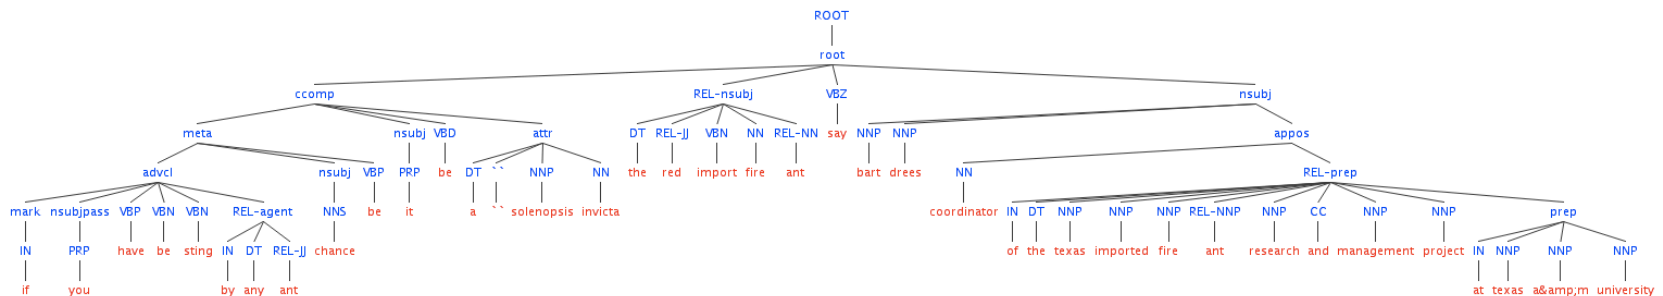 ROOT
root
ccomp REL-nsubj VBZ nsubj
meta nsubj VBD attr DT REL-JJ VBN NN REL-NN say NNP NNP appos
advcl nsubj VBP PRP be DT `` NNP NN the red import fire ant bart drees NN REL-prep
mark nsubjpass VBP VBN VBN REL-agent NNS be it a `` solenopsis invicta coordinator IN DT NNP NNP NNP REL-NNP NNP CC NNP NNP prep
IN PRP have be sting IN DT REL-JJ chance of the texas imported fire ant research and management project IN NNP NNP NNP
if you by any ant at texas a&amp;m university